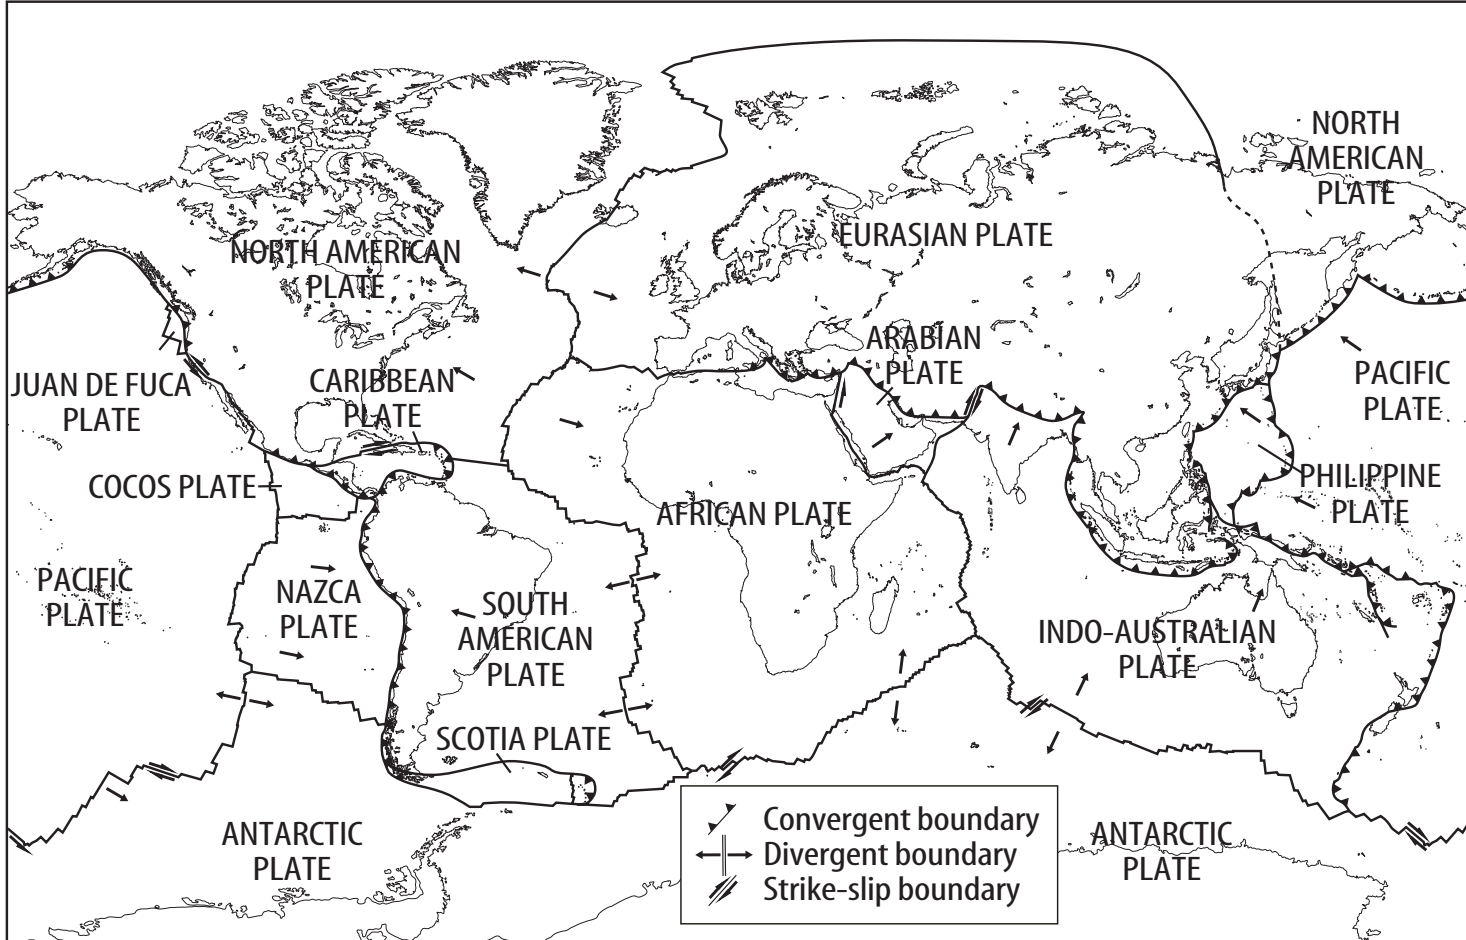 NORTH
AMERICAN
PLATE
EURASIAN PLATE
NORTH AMERICAN
PLATE
ARABIAN
PLATE
JUAN DE FUCA
PLATE
CARIBBEAN
PLATE
PACIFIC
PLATE
COCOS PLATE
PHILIPPINE
PLATE
AFRICAN PLATE
PACIFIC
PLATE
NAZCA
PLATE
SOUTH
AMERICAN
PLATE
INDO-AUSTRALIAN
PLATE
SCOTIA PLATE
ANTARCTIC
PLATE
Convergent boundary
Divergent boundary
Strike-slip boundary
ANTARCTIC
PLATE